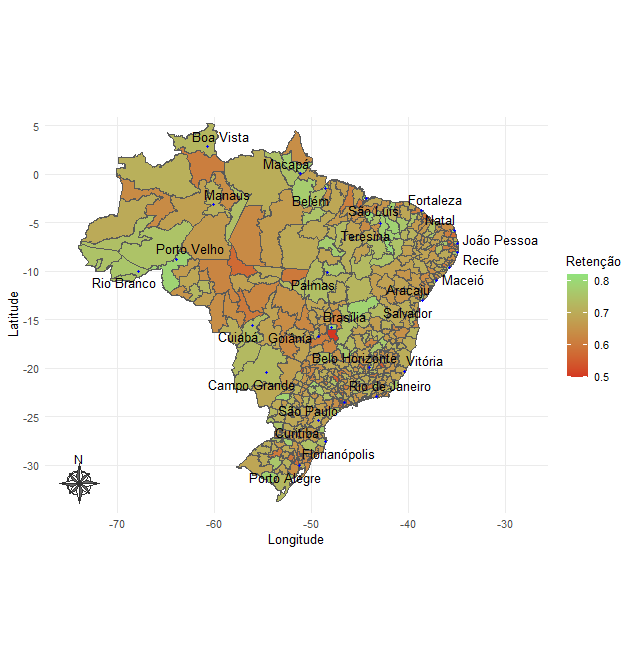 5
0
-5
-10
-15
-20
-25
-30
Latitude
-70
-60
-50
-40
-30
Longitude
Boa Vista
Macapá
Manaus
Belém
São Luís
Fortaleza
Natal
Teresina
João Pessoa
Porto Velho
Recife
Rio Branco
Palmas
Maceió
Aracaju
Salvador
Brasília
Cuiabá
Goiânia
Belo Horizonte
Vitória
Campo Grande
Rio de Janeiro
São Paulo
Curitiba
Florianópolis
Porto Alegre
N
Retenção
0.8
0.7
0.6
0.5